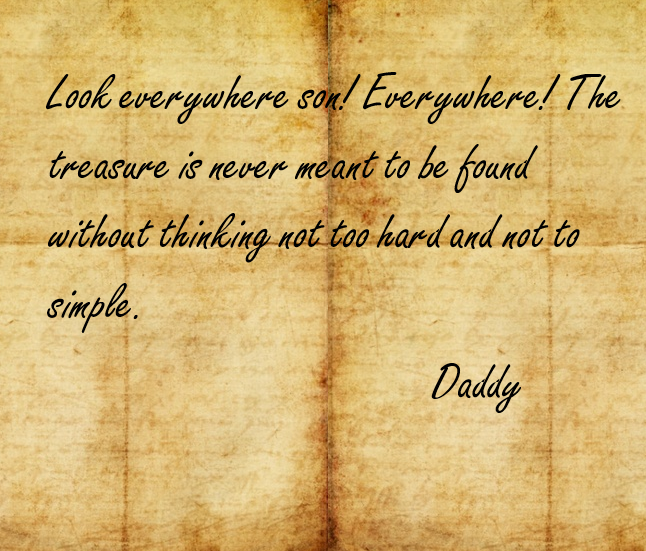 Look everywhere son! Everywhere! The
treasure is never meant to be found
without thinking not too hard and not to
simple.
Daddy